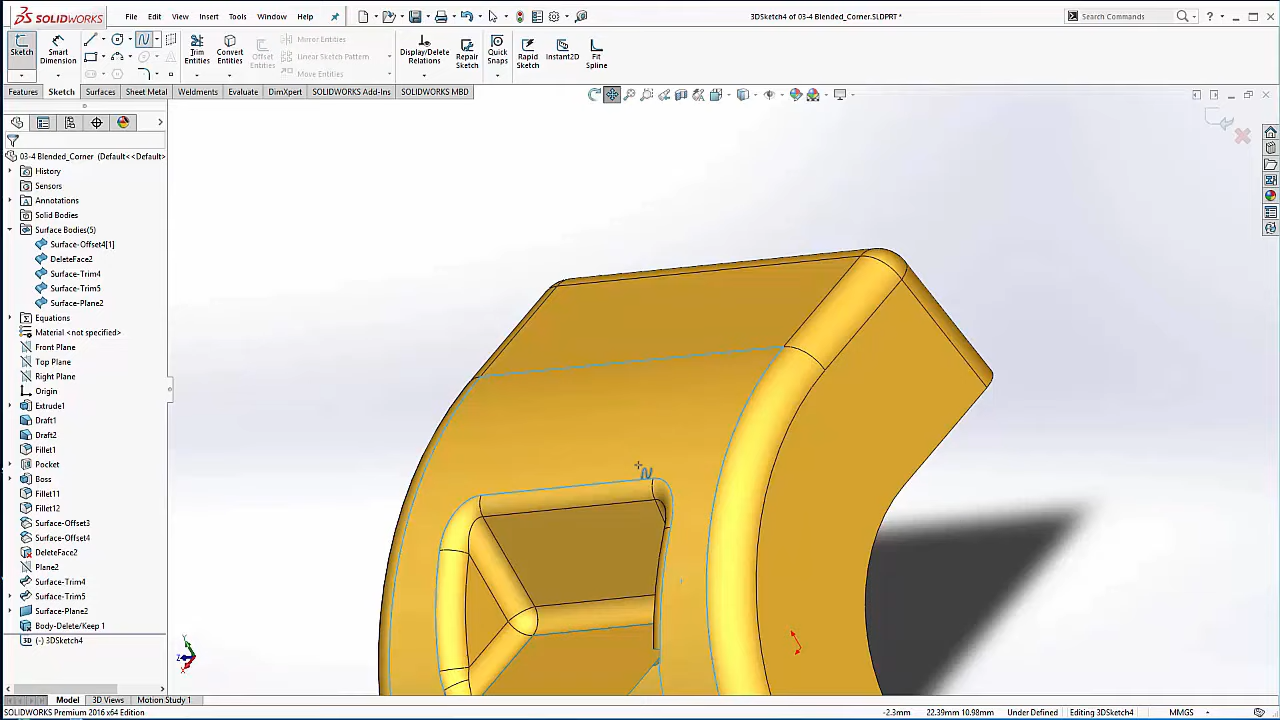 SOLIDWORKS File Edit View Insert Tools Window Help 3DSketch4 of 03-4 Blended_Corner.SLDPRT * Search Commands
Sketch Smart Dimension Trim Entities Convert Entities Offset Entities Mirror Entities Linear Sketch Pattern Move Entities Display/Delete Relations Repair Sketch Quick Snaps Rapid Sketch Instant2D Fit Spline
Features Sketch Surfaces Sheet Metal Weldments Evaluate DimXpert SOLIDWORKS Add-Ins SOLIDWORKS MBD
03-4 Blended_Corner (Default<<Default>
History
Sensors
Annotations
Solid Bodies
Surface Bodies(5)
Surface-Offset4[1]
DeleteFace2
Surface-Trim4
Surface-Trim5
Surface-Plane2
Equations
Material <not specified>
Front Plane
Top Plane
Right Plane
Origin
Extrude1
Draft1
Draft2
Fillet1
Pocket
Boss
Fillet11
Fillet12
Surface-Offset3
Surface-Offset4
DeleteFace2
Plane2
Surface-Trim4
Surface-Trim5
Surface-Plane2
Body-Delete/Keep 1
3D (-) 3DSketch4
Y
Z
X
Model 3D Views Motion Study 1
SOLIDWORKS Premium 2016 x64 Edition -2.3mm 22.39mm 10.98mm Under Defined Editing 3DSketch4 MMGS